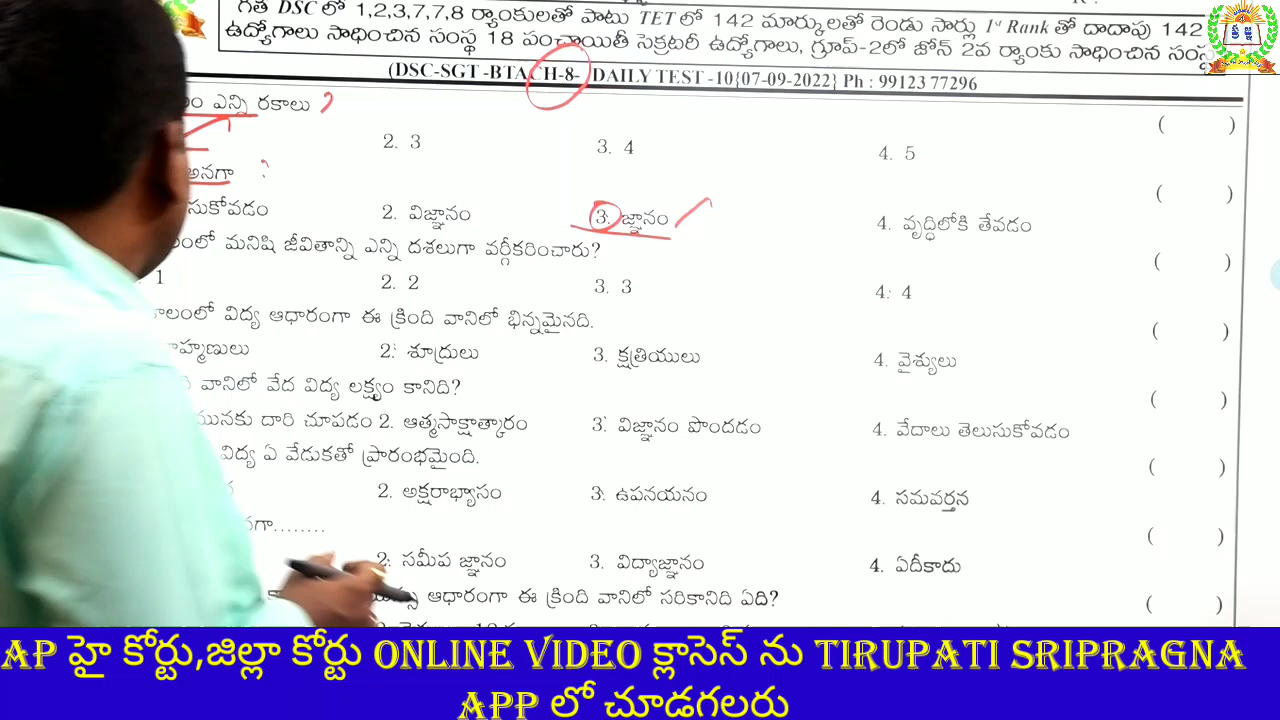 గత DSC లో 1,2,3,7,7,8 ర్యాంకులతో పాటు TET లో 142 మార్కులతో రెండు సార్లు 1st Rank తో దాదాపు 142
ఉద్యోగాలు సాధించిన సంస్థ 18 పంచాయితీ సెక్రటరీ ఉద్యోగాలు, గ్రూప్-2లో జోన్ 2వ ర్యాంకు సాధించిన సంస్థ
(DSC-SGT -BTACH-8- DAILY TEST -10{07-09-2022} Ph : 99123 77296
ఎన్ని రకాలు ( )
2. 3 3. 4 4. 5
అనగా ( )
2. విజ్ఞానం 3. జ్ఞానం 4. వృద్ధిలోకి తేవడం
మనిషి జీవితాన్ని ఎన్ని దశలుగా వర్గీకరించారు? ( )
1 2. 2 3. 3 4. 4
విద్య ఆధారంగా ఈ క్రింది వానిలో భిన్నమైనది. ( )
2. శూద్రులు 3. క్షత్రియులు 4. వైశ్యులు
వానిలో వేద విద్య లక్ష్యం కానిది? ( )
దారి చూపడం 2. ఆత్మసాక్షాత్కారం 3. విజ్ఞానం పొందడం 4. వేదాలు తెలుసుకోవడం
విద్య ఏ వేడుకతో ప్రారంభమైంది. ( )
2. అక్షరాభ్యాసం 3. ఉపనయనం 4. సమవర్తన
........ ( )
2. సమీప జ్ఞానం 3. విద్యాజ్ఞానం 4. ఏదీకాదు
ఆధారంగా ఈ క్రింది వానిలో సరికానిది ఏది? ( )
AP హై కోర్టు,జిల్లా కోర్టు ONLINE VIDEO క్లాసెస్ ను TIRUPATI SRIPRAGNA
APP లో చూడగలరు